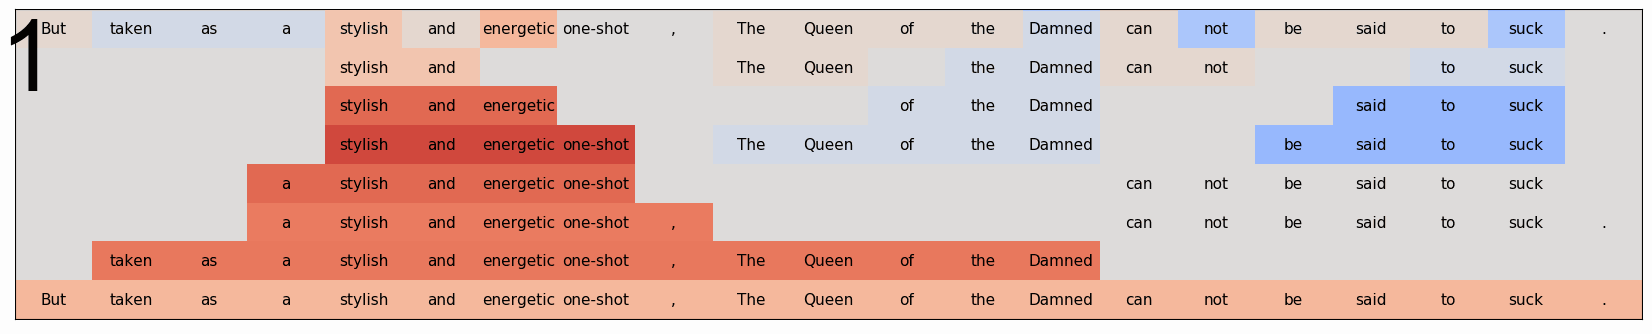 1
But taken as a stylish and energetic one-shot , The Queen of the Damned can not be said to suck .
stylish and The Queen the Damned can not to suck
stylish and energetic of the Damned said to suck
stylish and energetic one-shot The Queen of the Damned be said to suck
a stylish and energetic one-shot can not be said to suck
a stylish and energetic one-shot , can not be said to suck .
taken as a stylish and energetic one-shot , The Queen of the Damned
But taken as a stylish and energetic one-shot , The Queen of the Damned can not be said to suck .